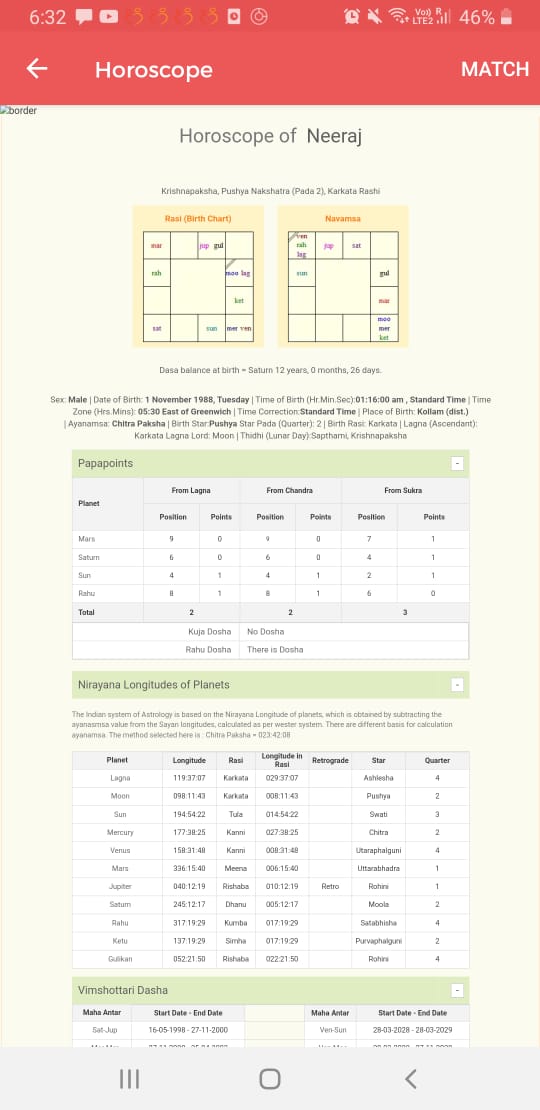 6:32
Vo)) R
LTE2
46%
Horoscope
MATCH
border
Horoscope of Neeraj
Krishnapaksha, Pushya Nakshatra (Pada 2), Karkata Rashi
Rasi (Birth Chart)
mar jup gul
rah moo lag
ket
sat sun mer ven
Navamsa
ven
rah jup sat
lag
sun gul
mar
moo
mer
ket
Dasa balance at birth = Saturn 12 years, 0 months, 26 days.
Sex: Male | Date of Birth: 1 November 1988, Tuesday | Time of Birth (Hr.Min.Sec):01:16:00 am , Standard Time | Time
Zone (Hrs.Mins): 05:30 East of Greenwich | Time Correction:Standard Time | Place of Birth: Kollam (dist.)
| Ayanamsa: Chitra Paksha | Birth Star:Pushya Star Pada (Quarter): 2 | Birth Rasi: Karkata | Lagna (Ascendant):
Karkata Lagna Lord: Moon | Thidhi (Lunar Day):Sapthami, Krishnapaksha
Papapoints -
Planet From Lagna From Chandra From Sukra
Position Points Position Points Position Points
Mars 9 0 9 0 7 1
Saturn 6 0 6 0 4 1
Sun 4 1 4 1 2 1
Rahu 8 1 8 1 6 0
Total 2 2 3
Kuja Dosha No Dosha
Rahu Dosha There is Dosha
Nirayana Longitudes of Planets -
The Indian system of Astrology is based on the Nirayana Longitude of planets, which is obtained by subtracting the
ayanasmsa value from the Sayan longitudes, calculated as per wester system. There are different basis for calculation
ayanamsa. The method selected here is : Chitra Paksha = 023:42:08
Planet Longitude Rasi Longitude in Rasi Retrograde Star Quarter
Lagna 119:37:07 Karkata 029:37:07 Ashlesha 4
Moon 098:11:43 Karkata 008:11:43 Pushya 2
Sun 194:54:22 Tula 014:54:22 Swati 3
Mercury 177:38:25 Kanni 027:38:25 Chitra 2
Venus 158:31:48 Kanni 008:31:48 Utaraphalguni 4
Mars 336:15:40 Meena 006:15:40 Uttarabhadra 1
Jupiter 040:12:19 Rishaba 010:12:19 Retro Rohini 1
Saturn 245:12:17 Dhanu 005:12:17 Moola 2
Rahu 317:19:29 Kumba 017:19:29 Satabhisha 4
Ketu 137:19:29 Simha 017:19:29 Purvaphalguni 2
Gulikan 052:21:50 Rishaba 022:21:50 Rohini 4
Vimshottari Dasha -
Maha Antar Start Date - End Date Maha Antar Start Date - End Date
Sat-Jup 16-05-1998 - 27-11-2000 Ven-Sun 28-03-2028 - 28-03-2029